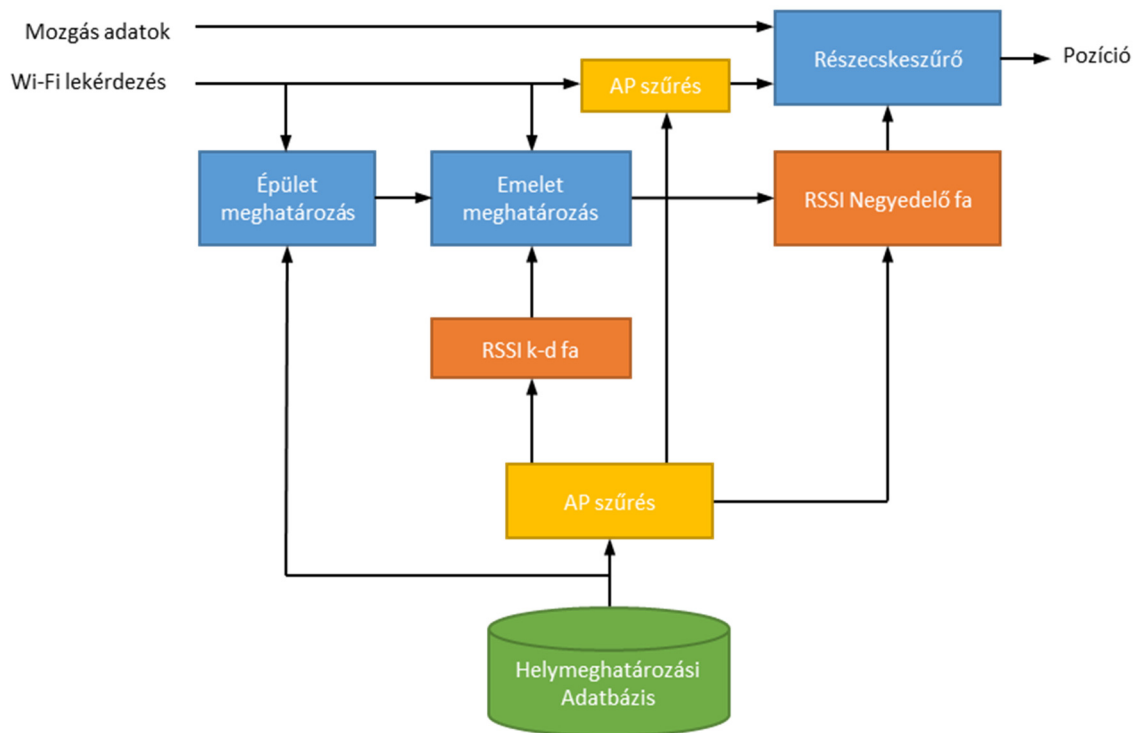 Mozgás adatok
Részecskeszűrő
Pozíció
Wi-Fi lekérdezés
AP szűrés
Épület
meghatározás
Emelet
meghatározás
RSSI Negyedelő fa
RSSI k-d fa
AP szűrés
Helymeghatározási
Adatbázis